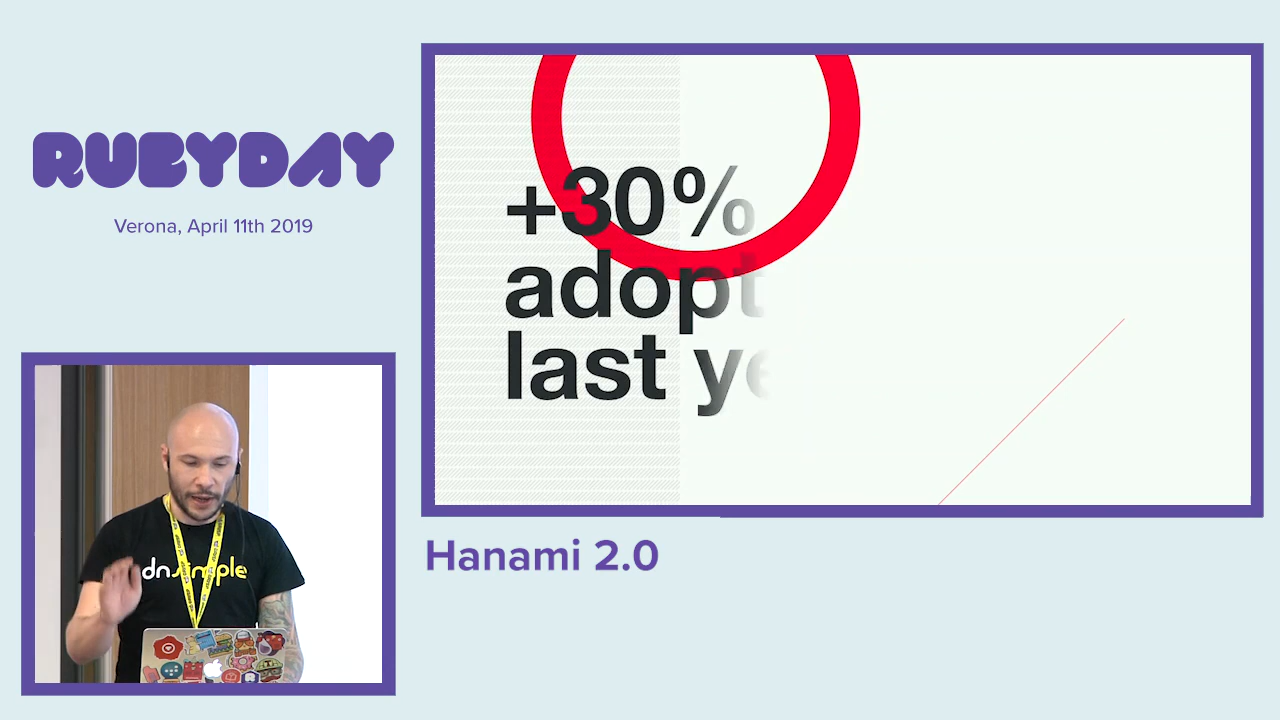 RUBYDAY
Verona, April 11th 2019
+30%
adopt
last ye
Hanami 2.0
dnsimple